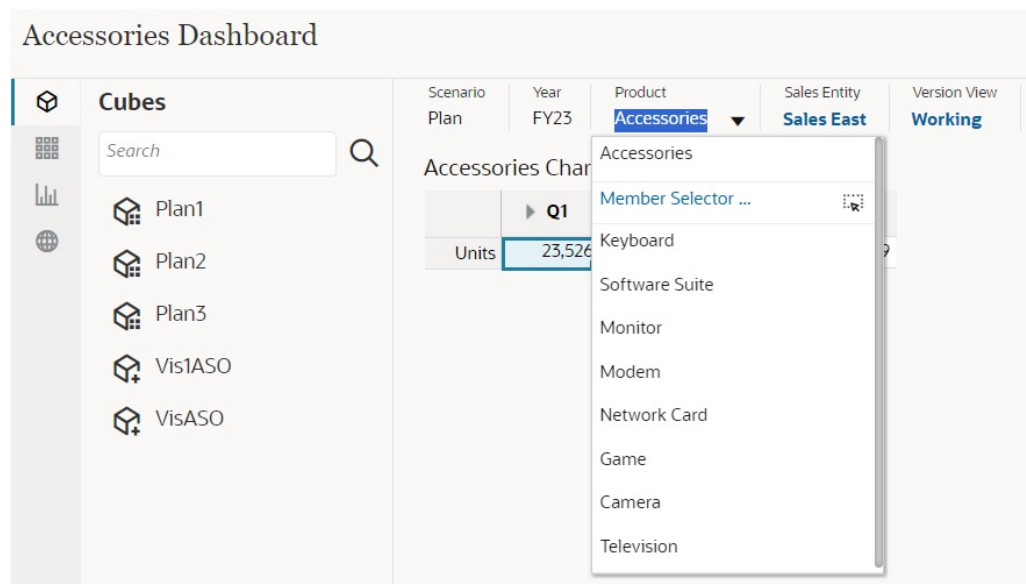 Accessories Dashboard
Cubes
Search
Plan1
Plan2
Plan3
Vis1ASO
VisASO
Scenario Year Product Sales Entity Version View
Plan FY23 Accessories Sales East Working
Accessories Char
Q1
Units 23,526 9
Accessories
Member Selector ...
Keyboard
Software Suite
Monitor
Modem
Network Card
Game
Camera
Television